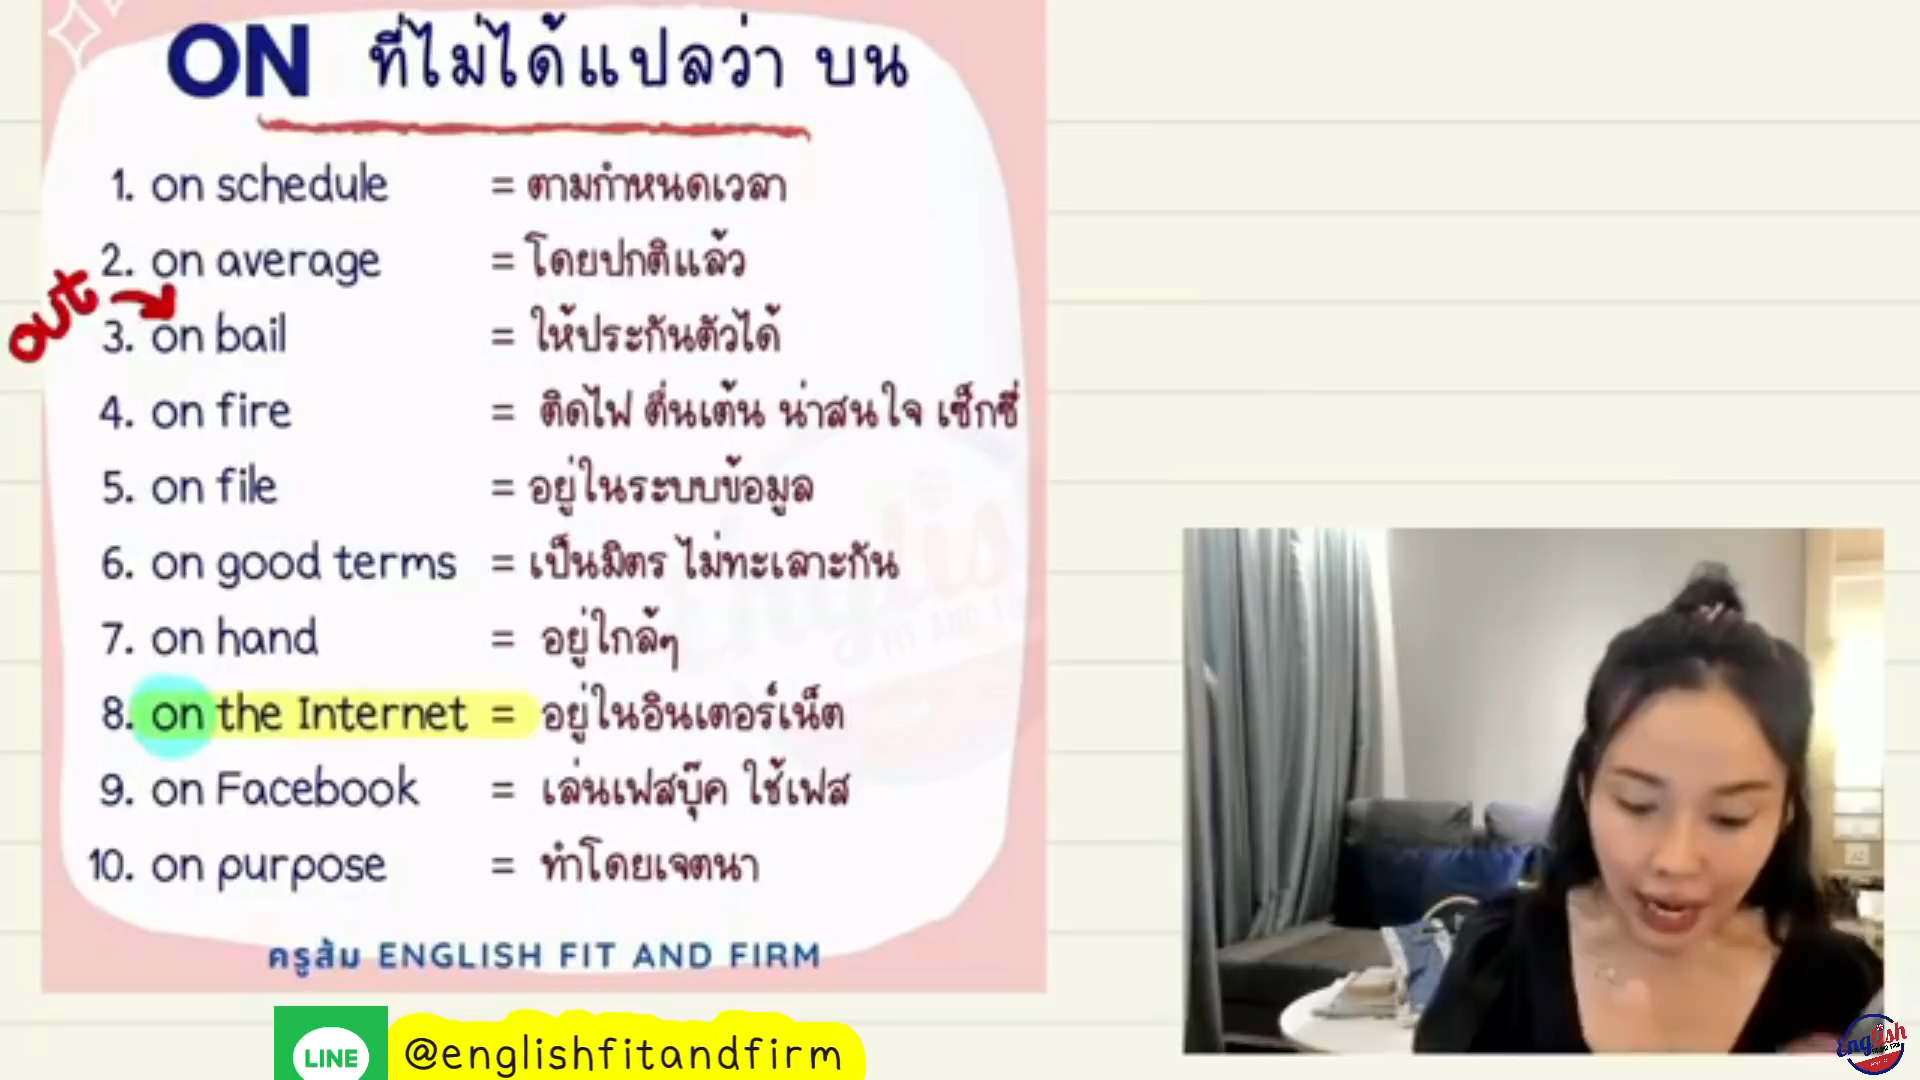 ON ที่ไม่ได้แปลว่า บน
1. on schedule = ตามกำหนดเวลา
2. on average = โดยปกติแล้ว
out
3. on bail = ให้ประกันตัวได้
4. on fire = ติดไฟ ตื่นเต้น น่าสนใจ เซ็กซี่
5. on file = อยู่ในระบบข้อมูล
6. on good terms = เป็นมิตร ไม่ทะเลาะกัน
7. on hand = อยู่ใกล้ๆ
8. on the Internet = อยู่ในอินเตอร์เน็ต
9. on Facebook = เล่นเฟสบุ๊ค ใช้เฟส
10. on purpose = ทำโดยเจตนา
ครูส้ม ENGLISH FIT AND FIRM
LINE @englishfitandfirm
English